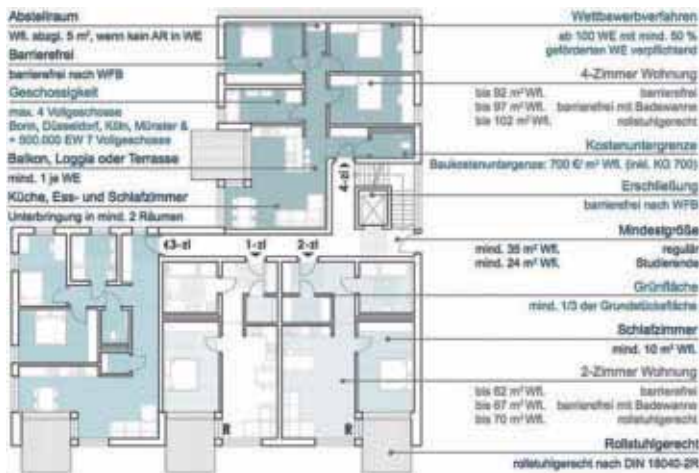 Abstellraum
Wfl. abzgl. 5 m², wenn kein AR in WE
Barrierefrei
barrierefrei nach WFB
Geschossigkeit
max. 4 Vollgeschosse
Bonn, Düsseldorf, Köln, Münster &
+ 500.000 EW 7 Vollgeschosse
Balkon, Loggia oder Terrasse
mind. 1 je WE
Küche, Ess- und Schlafzimmer
Unterbringung in mind. 2 Räumen
Wettbewerbverfahren
ab 100 WE mit mind. 50 %
geförderten WE verpflichtend
4-Zimmer Wohnung
bis 92 m² Wfl. barrierefrei
bis 97 m² Wfl. barrierefrei mit Badewanne
bis 102 m² Wfl. rollstuhlgerecht
Kostenuntergrenze
Baukostenuntergenze: 700 €/ m² Wfl. (inkl. KG 700)
Erschließung
barrierefrei nach WFB
Mindestgröße
mind. 35 m² Wfl. regulär
mind. 24 m² Wfl. Studierende
Grünfläche
mind. 1/3 der Grundstücksfläche
Schlafzimmer
mind. 10 m² Wfl.
2-Zimmer Wohnung
bis 62 m² Wfl. barrierefrei
bis 67 m² Wfl. barrierefrei mit Badewanne
bis 70 m² Wfl. rollstuhlgerecht
Rollstuhlgerecht
rollstuhlgerecht nach DIN 18040-2R
4-zi
3-zi
1-zi
2-zi
R
R